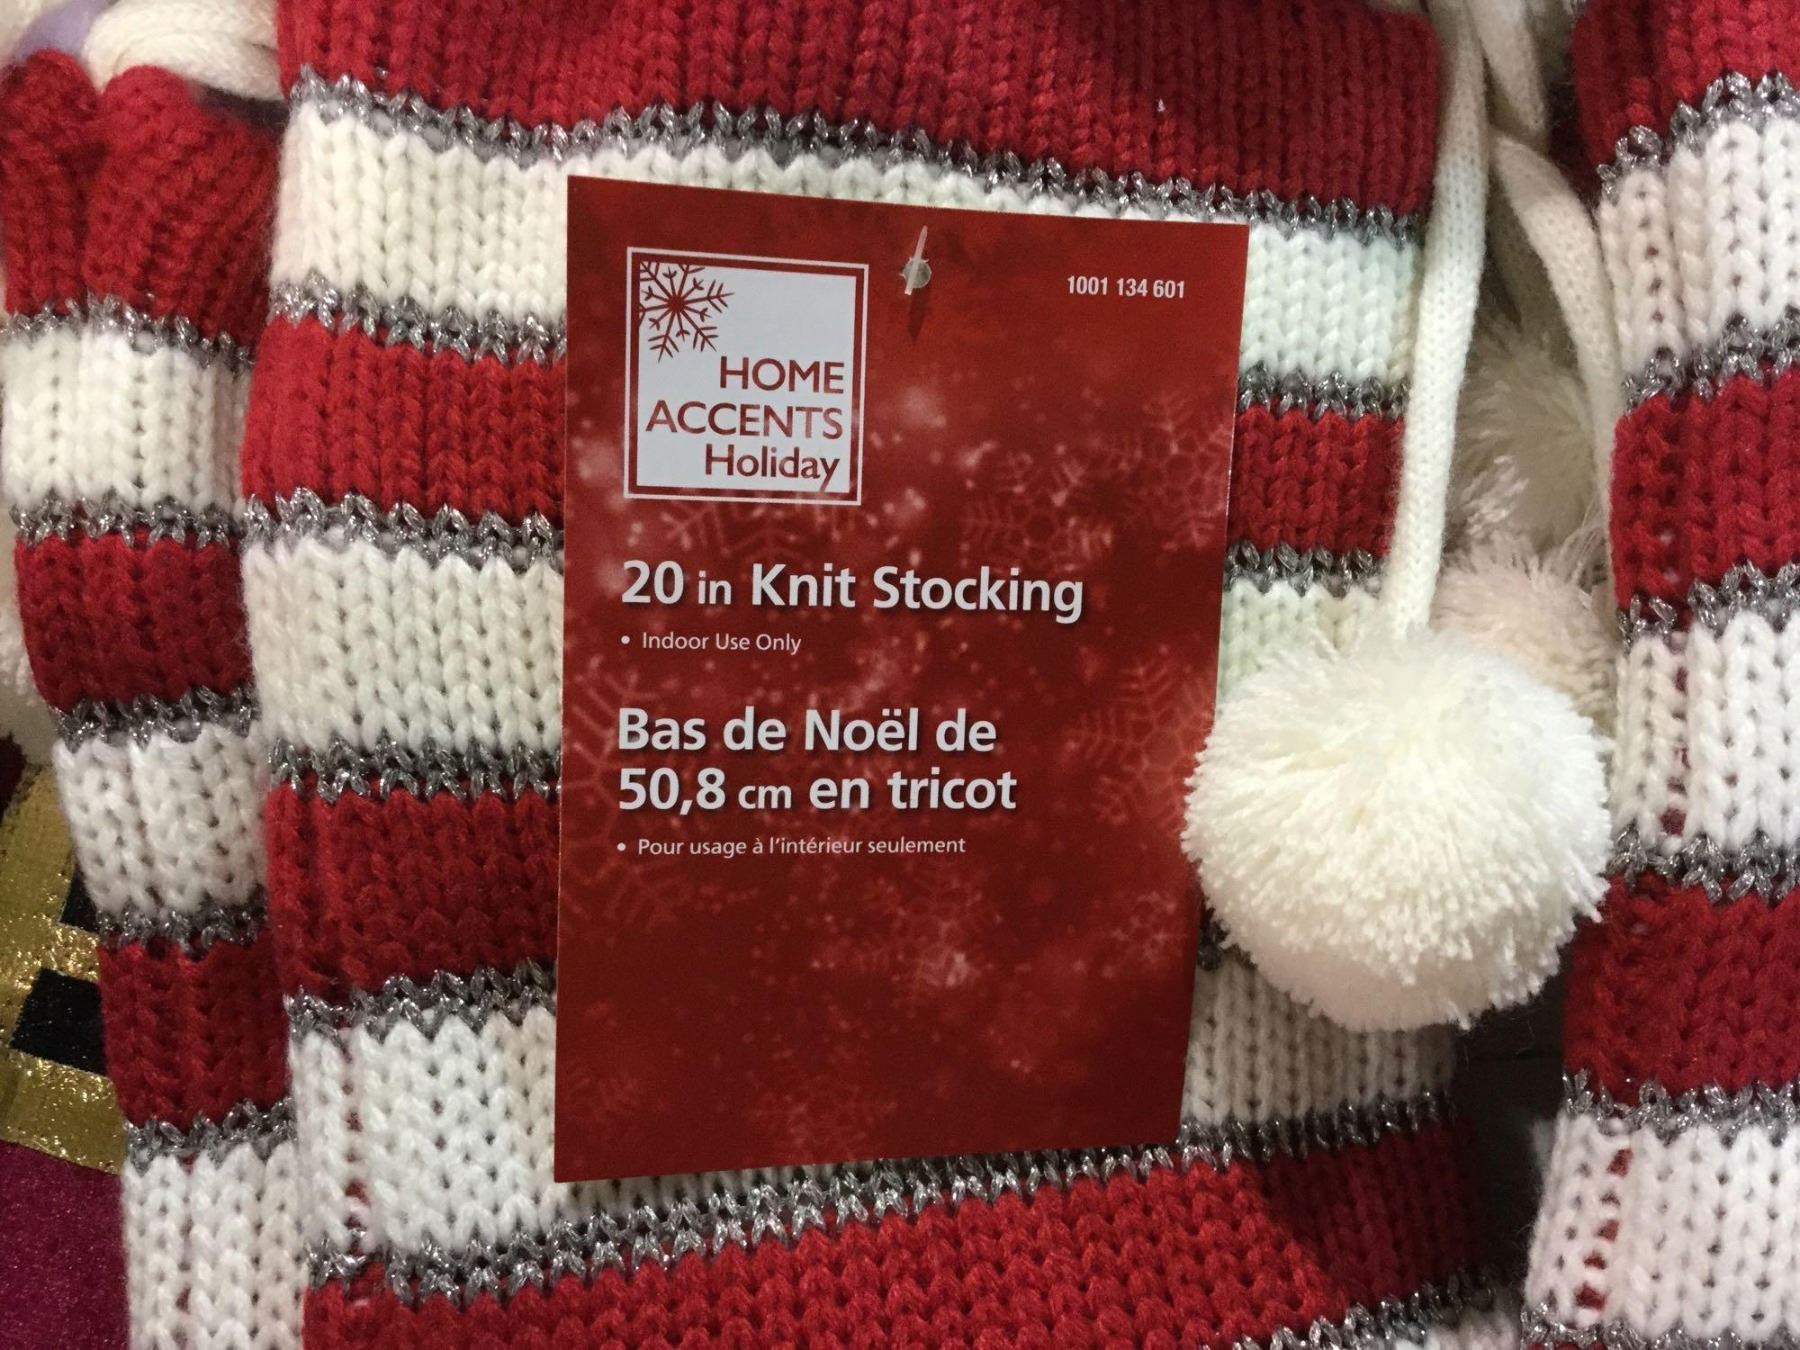 1001 134 601
HOME
ACCENTS
Holiday
20 in Knit Stocking
• Indoor Use Only
Bas de Noël de
50,8 cm en tricot
• Pour usage à l'intérieur seulement